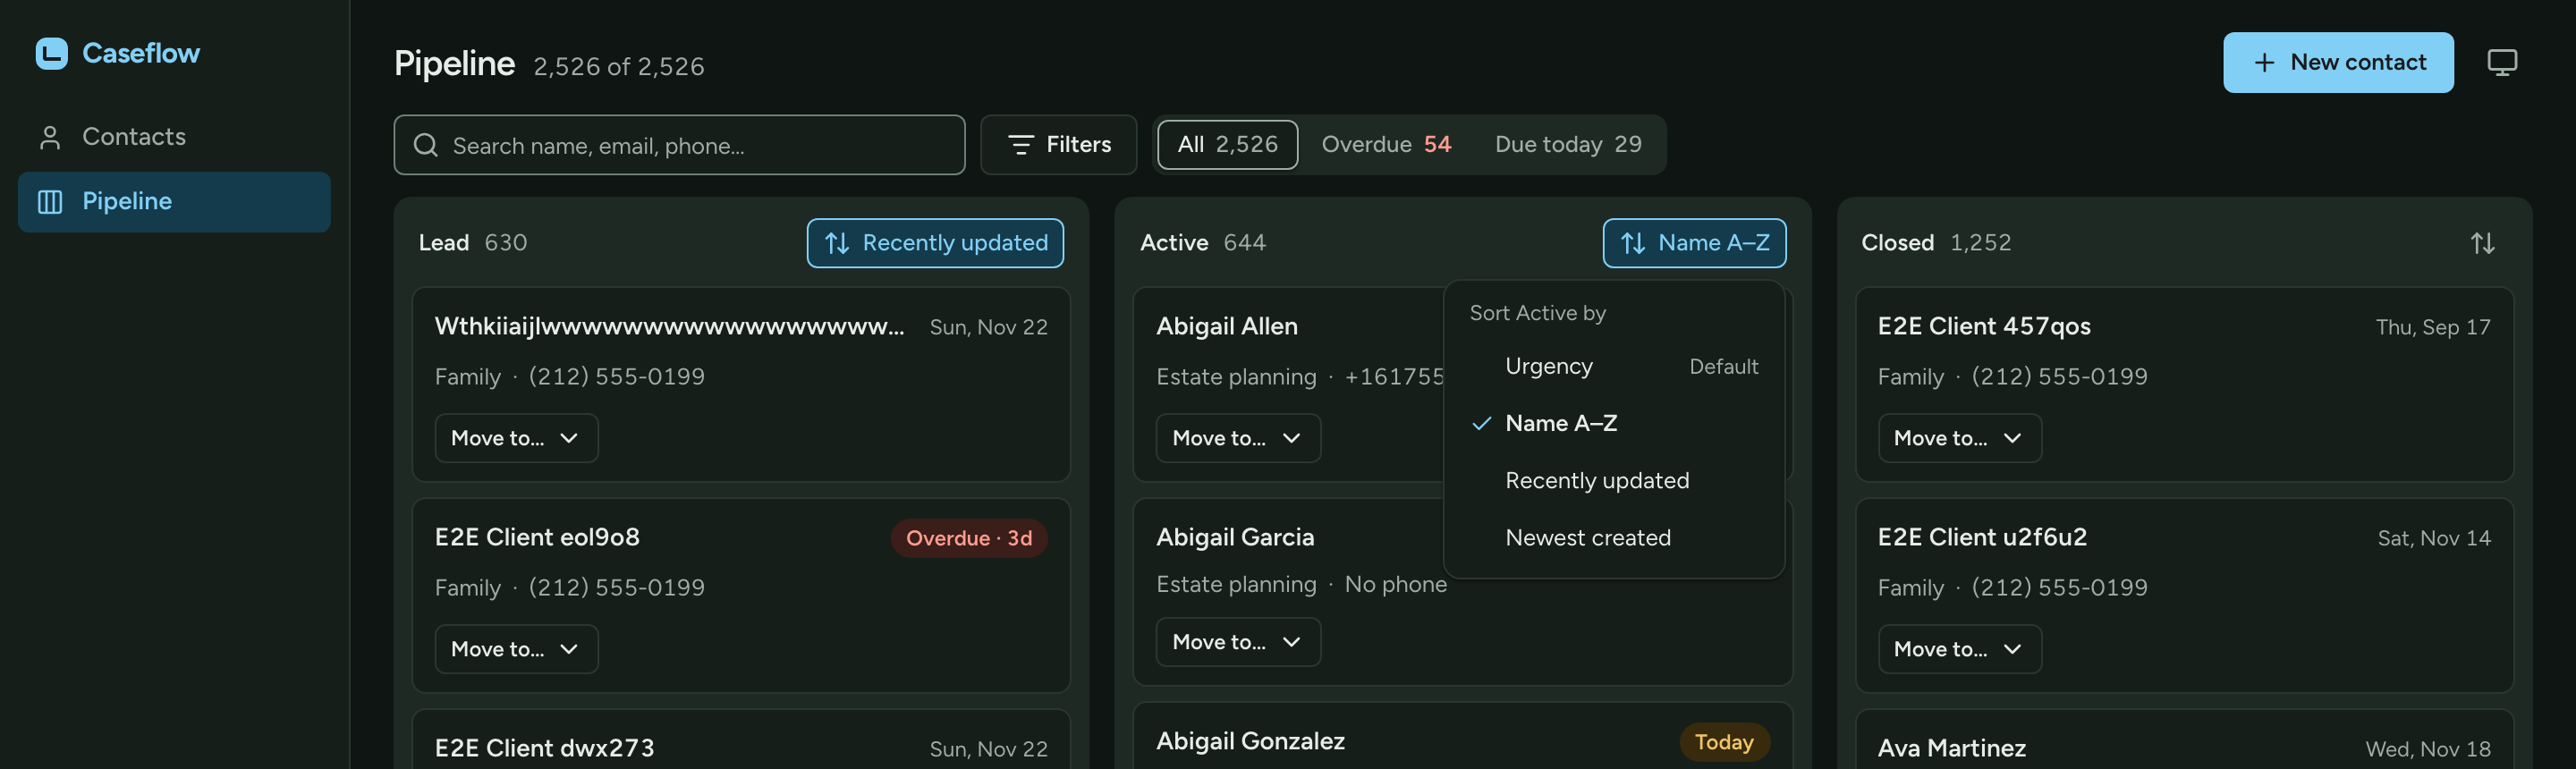 Caseflow
Contacts
Pipeline
Pipeline 2,526 of 2,526
New contact
Search name, email, phone...
Filters
All 2,526
Overdue 54
Due today 29
Lead 630
Recently updated
Wthkiiaijlwwwwwwwwwwwwwwwww...
Sun, Nov 22
Family · (212) 555-0199
Move to...
E2E Client eol9o8
Overdue · 3d
Family · (212) 555-0199
Move to...
E2E Client dwx273
Sun, Nov 22
Active 644
Name A–Z
Abigail Allen
Estate planning · +161755
Move to...
Abigail Garcia
Estate planning · No phone
Move to...
Abigail Gonzalez
Today
Sort Active by
Urgency Default
Name A–Z
Recently updated
Newest created
Closed 1,252
E2E Client 457qos
Thu, Sep 17
Family · (212) 555-0199
Move to...
E2E Client u2f6u2
Sat, Nov 14
Family · (212) 555-0199
Move to...
Ava Martinez
Wed, Nov 18